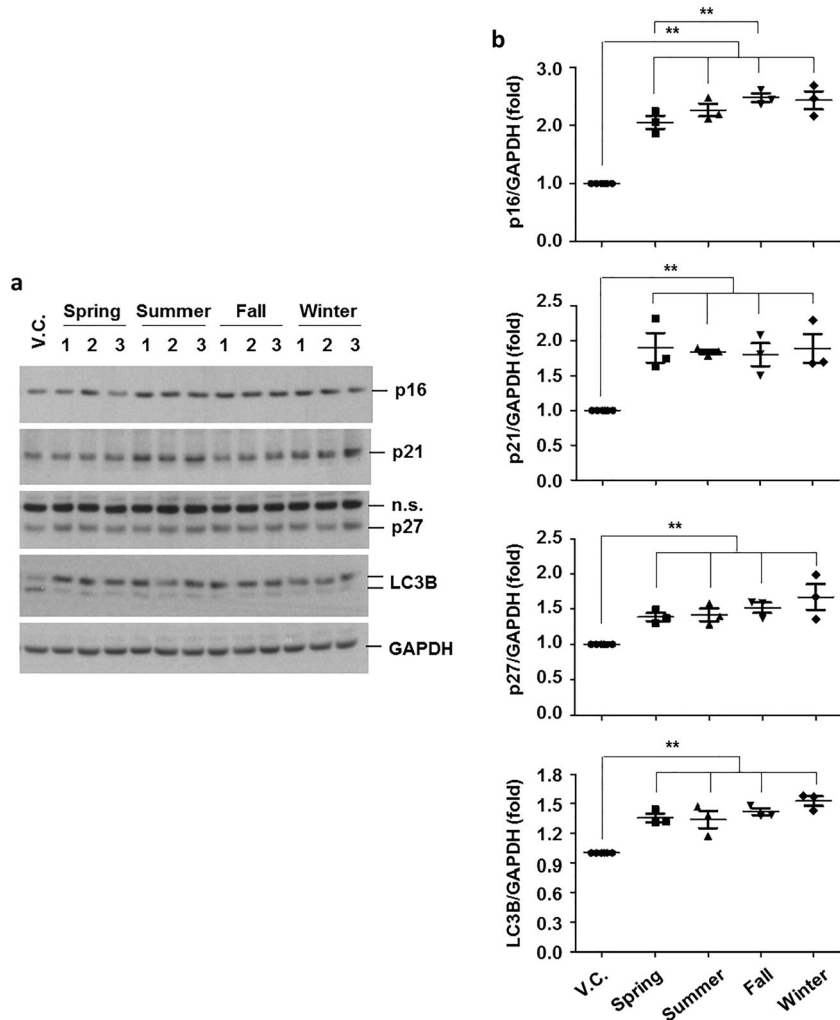 a
V.C.
Spring
Summer
Fall
Winter
1 2 3 1 2 3 1 2 3 1 2 3
p16
p21
n.s.
p27
LC3B
GAPDH
b
**
**
p16/GAPDH (fold)
3.0
2.0
1.0
0.0
**
p21/GAPDH (fold)
2.5
2.0
1.5
1.0
0.5
0.0
**
p27/GAPDH (fold)
2.5
2.0
1.5
1.0
0.5
0.0
**
LC3B/GAPDH (fold)
1.8
1.5
1.2
0.9
0.6
0.3
0.0
V.C.
Spring
Summer
Fall
Winter